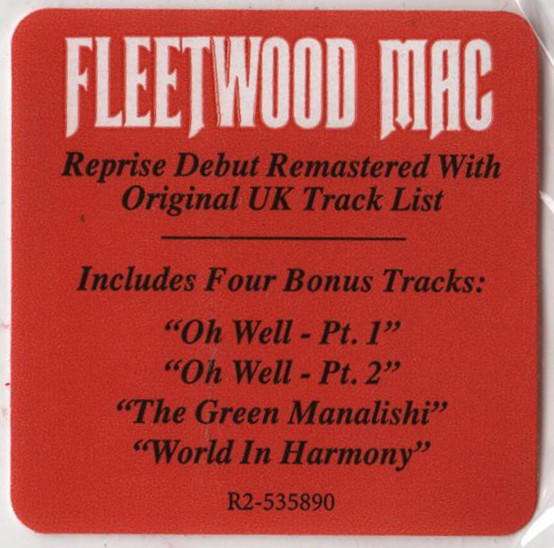 FLEETWOOD MAC
Reprise Debut Remastered With
Original UK Track List
Includes Four Bonus Tracks:
“Oh Well - Pt. 1”
“Oh Well - Pt. 2”
“The Green Manalishi”
“World In Harmony”
R2-535890